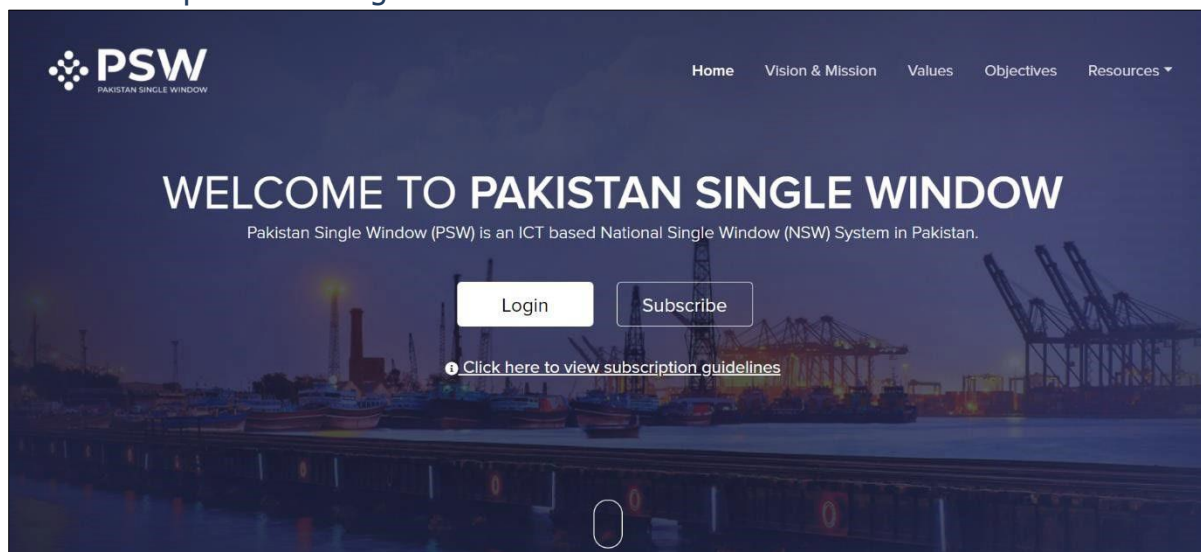 PSW
PAKISTAN SINGLE WINDOW
Home Vision & Mission Values Objectives Resources
WELCOME TO PAKISTAN SINGLE WINDOW
Pakistan Single Window (PSW) is an ICT based National Single Window (NSW) System in Pakistan.
Login Subscribe
Click here to view subscription guidelines